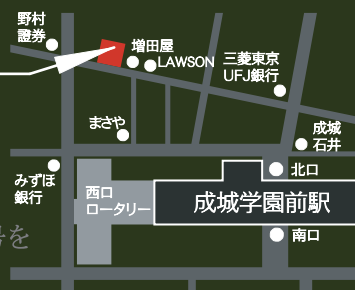 野村
證券
増田屋
LAWSON
三菱東京
UFJ銀行
まさや
成城
石井
みずほ
銀行
西口
ロータリー
北口
成城学園前駅
南口
を